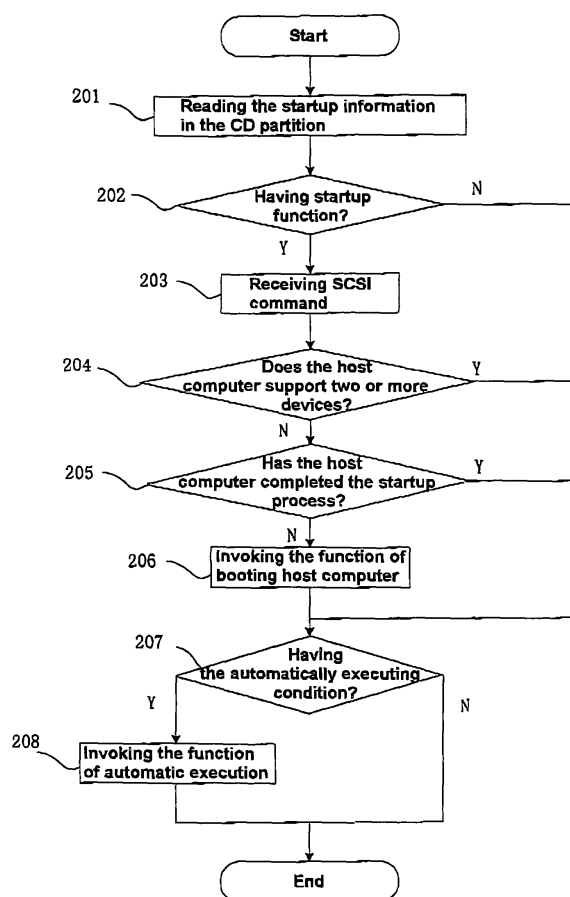 Start
201
Reading the startup information
in the CD partition
202
Having startup
function?
N
Y
203
Receiving SCSI
command
204
Does the host
computer support two or more
devices?
Y
N
205
Has the host
computer completed the startup
process?
Y
N
206
Invoking the function of
booting host computer
207
Having
the automatically executing
condition?
Y
N
208
Invoking the function
of automatic execution
End